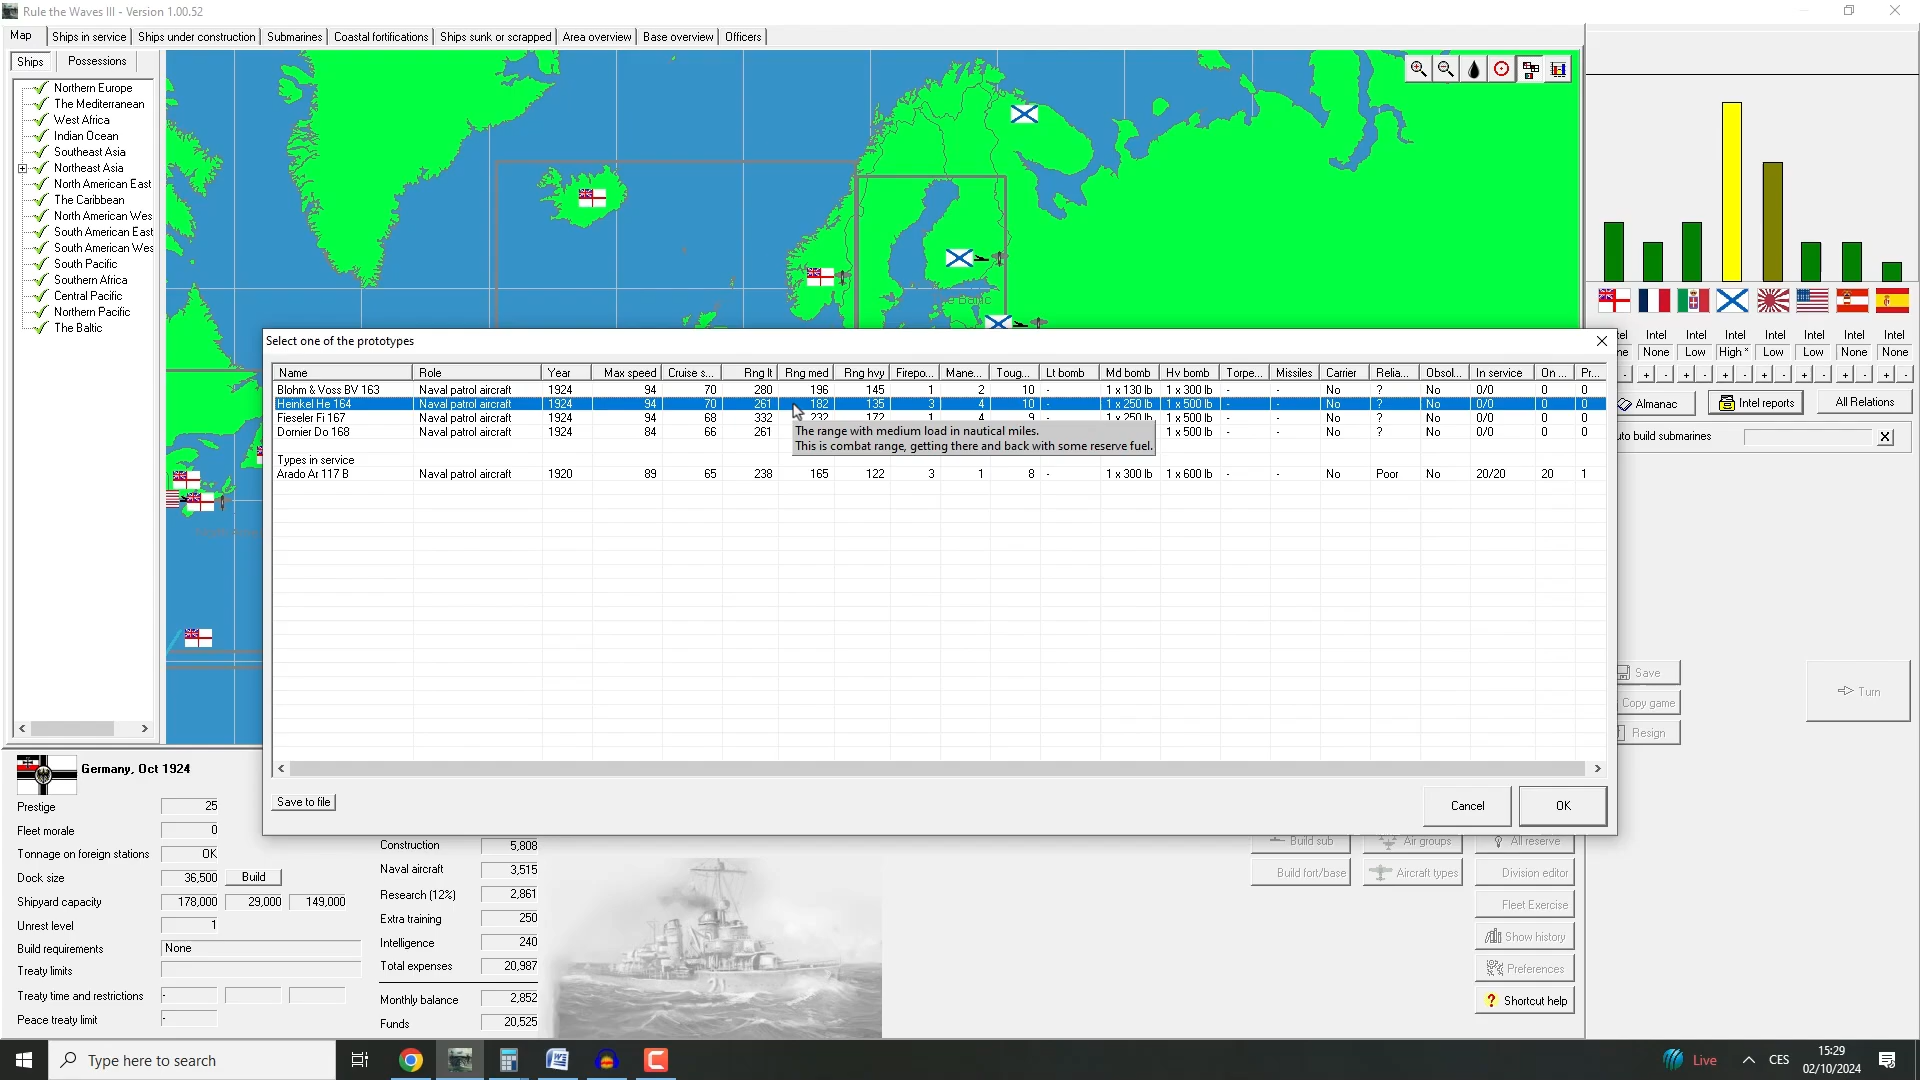 Rule the Waves III - Version 1.00.52
Map Ships in service Ships under construction Submarines Coastal fortifications Ships sunk or scrapped Area overview Base overview Officers
Ships Possessions
Northern Europe
The Mediterranean
West Africa
Indian Ocean
Southeast Asia
Northeast Asia
North American East
The Caribbean
North American Wes
South American East
South American Wes
South Pacific
Southern Africa
Central Pacific
Northern Pacific
The Baltic
Intel Intel Intel Intel Intel Intel Intel
None Low High * Low Low None None
Almanac Intel reports All Relations
uto build submarines X
Save
Copy game
Resign
Turn
Select one of the prototypes
Name Role Year Max speed Cruise s... Rng lt Rng med Rng hvy Firepo... Mane... Toug... Lt bomb Md bomb Hv bomb Torpe... Missiles Carrier Relia... Obsol... In service On ... Pr...
Blohm & Voss BV 163 Naval patrol aircraft 1924 94 70 280 196 145 1 2 10 - 1 x 130 lb 1 x 300 lb - - No ? No 0/0 0 0
Heinkel He 164 Naval patrol aircraft 1924 94 70 261 182 135 3 4 10 - 1 x 250 lb 1 x 500 lb - - No ? No 0/0 0 0
Fieseler Fi 167 Naval patrol aircraft 1924 94 68 332 232 172 1 4 9 - 1 x 250 lb 1 x 500 lb - - No ? No 0/0 0 0
Dornier Do 168 Naval patrol aircraft 1924 84 66 261 1 x 500 lb - - No ? No 0/0 0 0
The range with medium load in nautical miles.
This is combat range, getting there and back with some reserve fuel.
Types in service
Arado Ar 117 B Naval patrol aircraft 1920 89 65 238 165 122 3 1 8 - 1 x 300 lb 1 x 600 lb - - No Poor No 20/20 20 1
Save to file Cancel OK
Germany, Oct 1924
Prestige 25
Fleet morale 0
Tonnage on foreign stations OK
Dock size 36,500 Build
Shipyard capacity 178,000 29,000 149,000
Unrest level 1
Build requirements None
Treaty limits
Treaty time and restrictions -
Peace treaty limit -
Construction 5,808
Naval aircraft 3,515
Research (12%) 2,861
Extra training 250
Intelligence 240
Total expenses 20,987
Monthly balance 2,852
Funds 20,525
Build sub Air groups All reserve
Build fort/base Aircraft types Division editor
Fleet Exercise
Show history
Preferences
Shortcut help
Type here to search
Live CES 15:29
02/10/2024